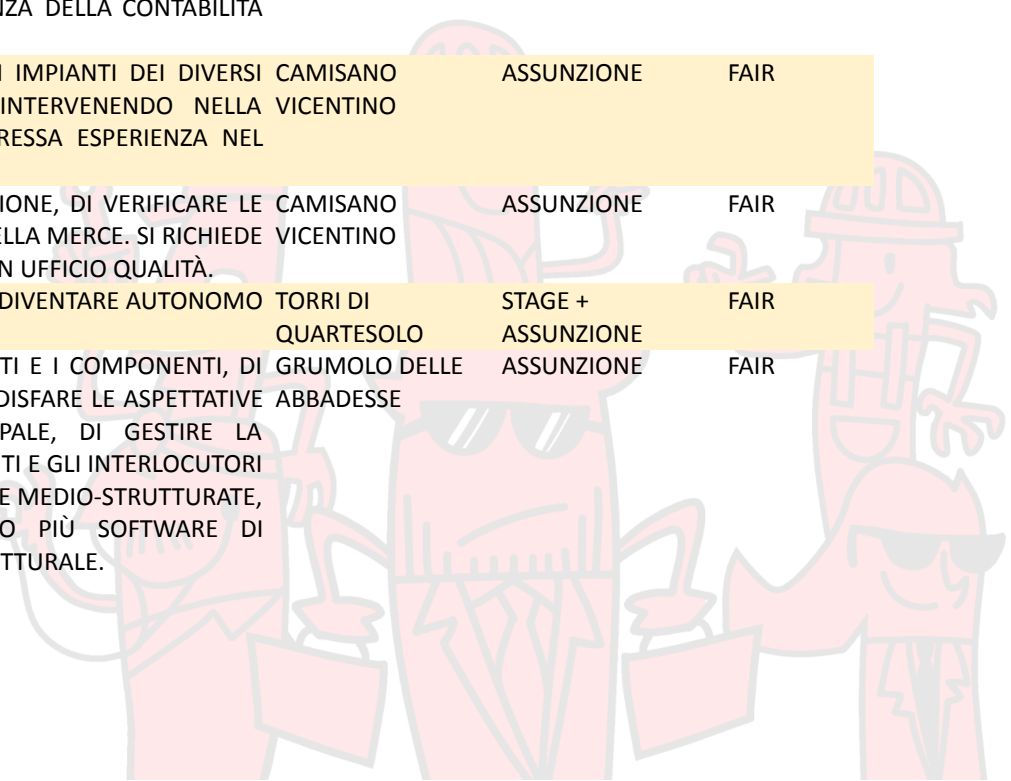 NZA DELLA CONTABILITÀ
IMPIANTI DEI DIVERSI CAMISANO ASSUNZIONE FAIR
INTERVENENDO NELLA VICENTINO
RESSA ESPERIENZA NEL
IONE, DI VERIFICARE LE CAMISANO ASSUNZIONE FAIR
ELLA MERCE. SI RICHIEDE VICENTINO
N UFFICIO QUALITÀ.
DIVENTARE AUTONOMO TORRI DI STAGE + FAIR
QUARTESOLO ASSUNZIONE
TI E I COMPONENTI, DI GRUMOLO DELLE ASSUNZIONE FAIR
DISFARE LE ASPETTATIVE ABBADESSE
PALE, DI GESTIRE LA
TI E GLI INTERLOCUTORI
E MEDIO-STRUTTURATE,
O PIÙ SOFTWARE DI
TTURALE.